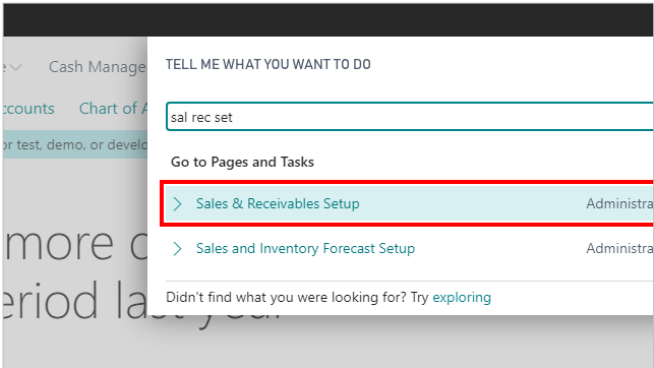 Cash Manage
TELL ME WHAT YOU WANT TO DO
ccounts Chart of A
sal rec set
or test, demo, or develo
Go to Pages and Tasks
Sales & Receivables Setup Administra
Sales and Inventory Forecast Setup Administra
more
Didn't find what you were looking for? Try exploring
eriod last year